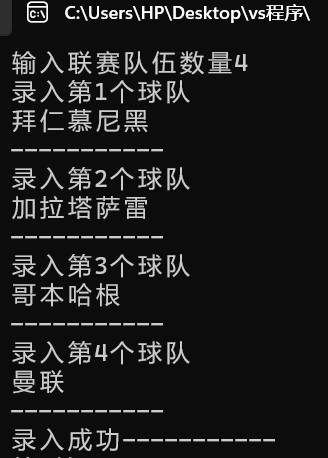 C:\Users\HP\Desktop\vs程序\
输入联赛队伍数量4
录入第1个球队
拜仁慕尼黑
-----------
录入第2个球队
加拉塔萨雷
-----------
录入第3个球队
哥本哈根
-----------
录入第4个球队
曼联
-----------
录入成功-----------